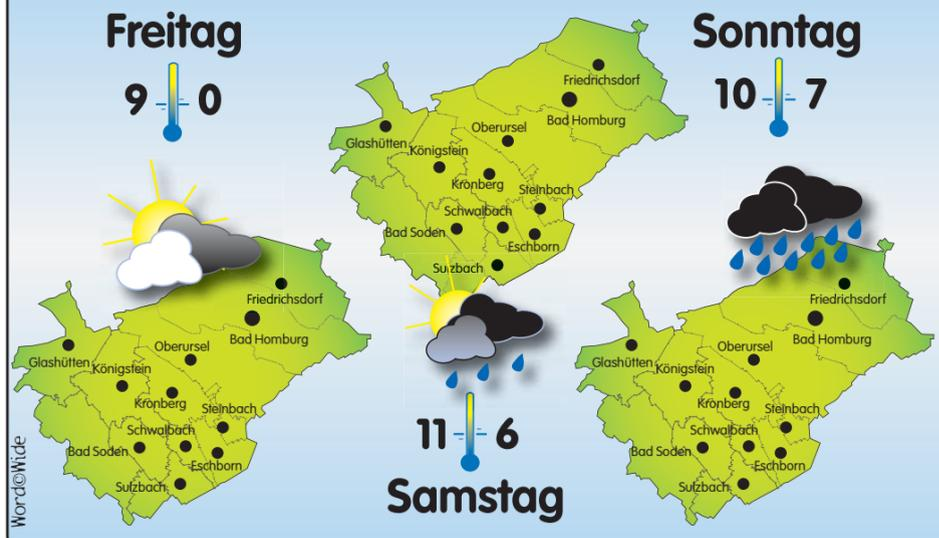 Freitag
9 0
Glashütten
Friedrichsdorf
Bad Homburg
Oberursel
Königstein
Kronberg
Steinbach
Schwalbach
Bad Soden
Eschborn
Sulzbach
Friedrichsdorf
Bad Homburg
Oberursel
Glashütten
Königstein
Kronberg
Steinbach
Schwalbach
Bad Soden
Eschborn
Sulzbach
11 6
Samstag
Sonntag
10 7
Friedrichsdorf
Bad Homburg
Glashütten
Oberursel
Königstein
Kronberg
Steinbach
Schwalbach
Bad Soden
Eschborn
Sulzbach
Word©Wide